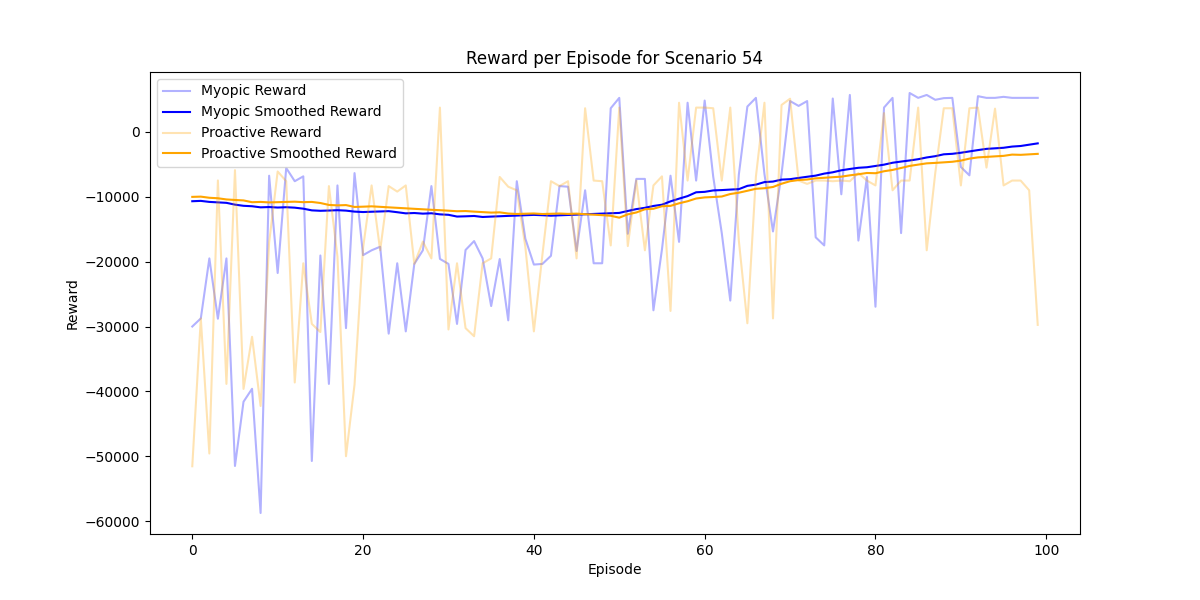 Reward per Episode for Scenario 54
Myopic Reward
Myopic Smoothed Reward
Proactive Reward
Proactive Smoothed Reward
Reward
0
−10000
−20000
−30000
−40000
−50000
−60000
0 20 40 60 80 100
Episode